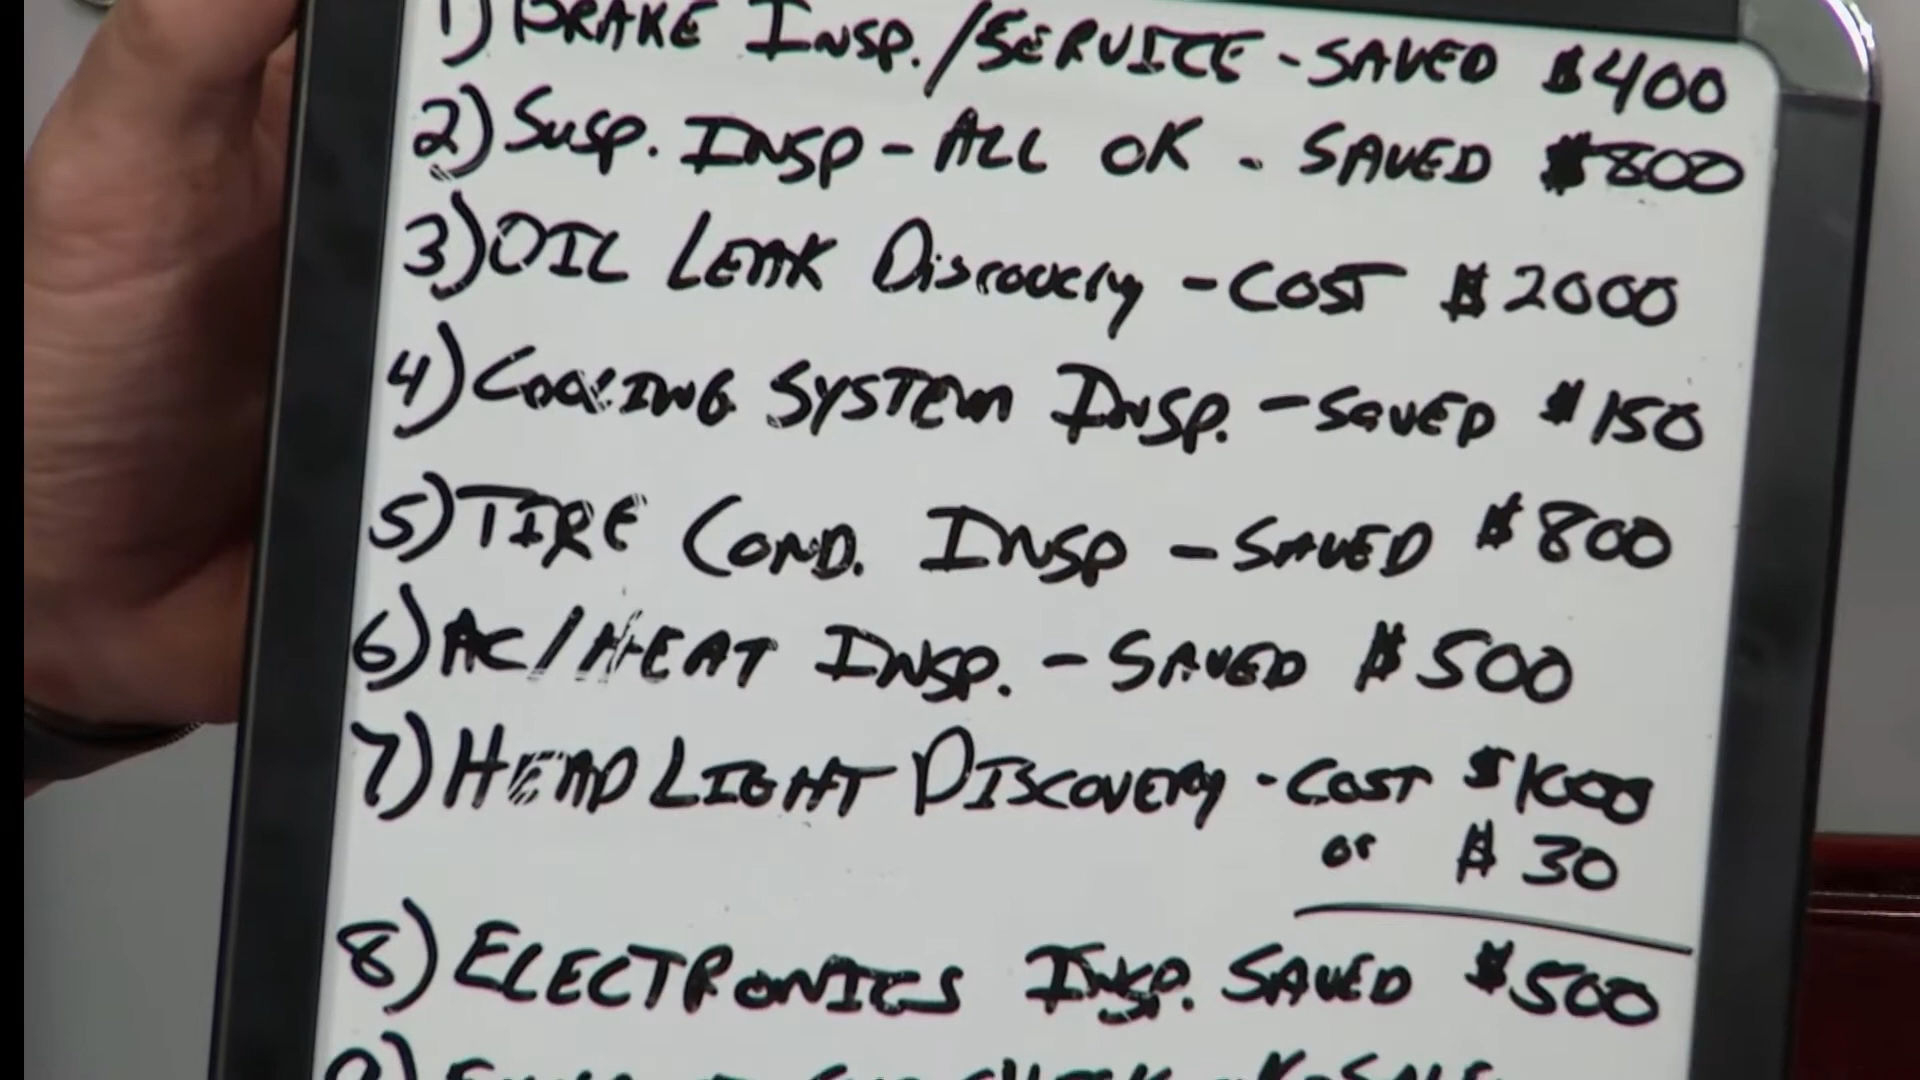 1) BRAKE INSP./SERVICE - SAVED $400
2) SUSP. INSP - ALL OK - SAVED $800
3) OIL LEAK DISCOVERY - COST $2000
4) COOLING SYSTEM INSP. - SAVED $150
5) TIRE COND. INSP - SAVED $800
6) AC/HEAT INSP. - SAVED $500
7) HEADLIGHT DISCOVERY - COST $1000
or $30
8) ELECTRONICS INSP. SAVED $500
9)